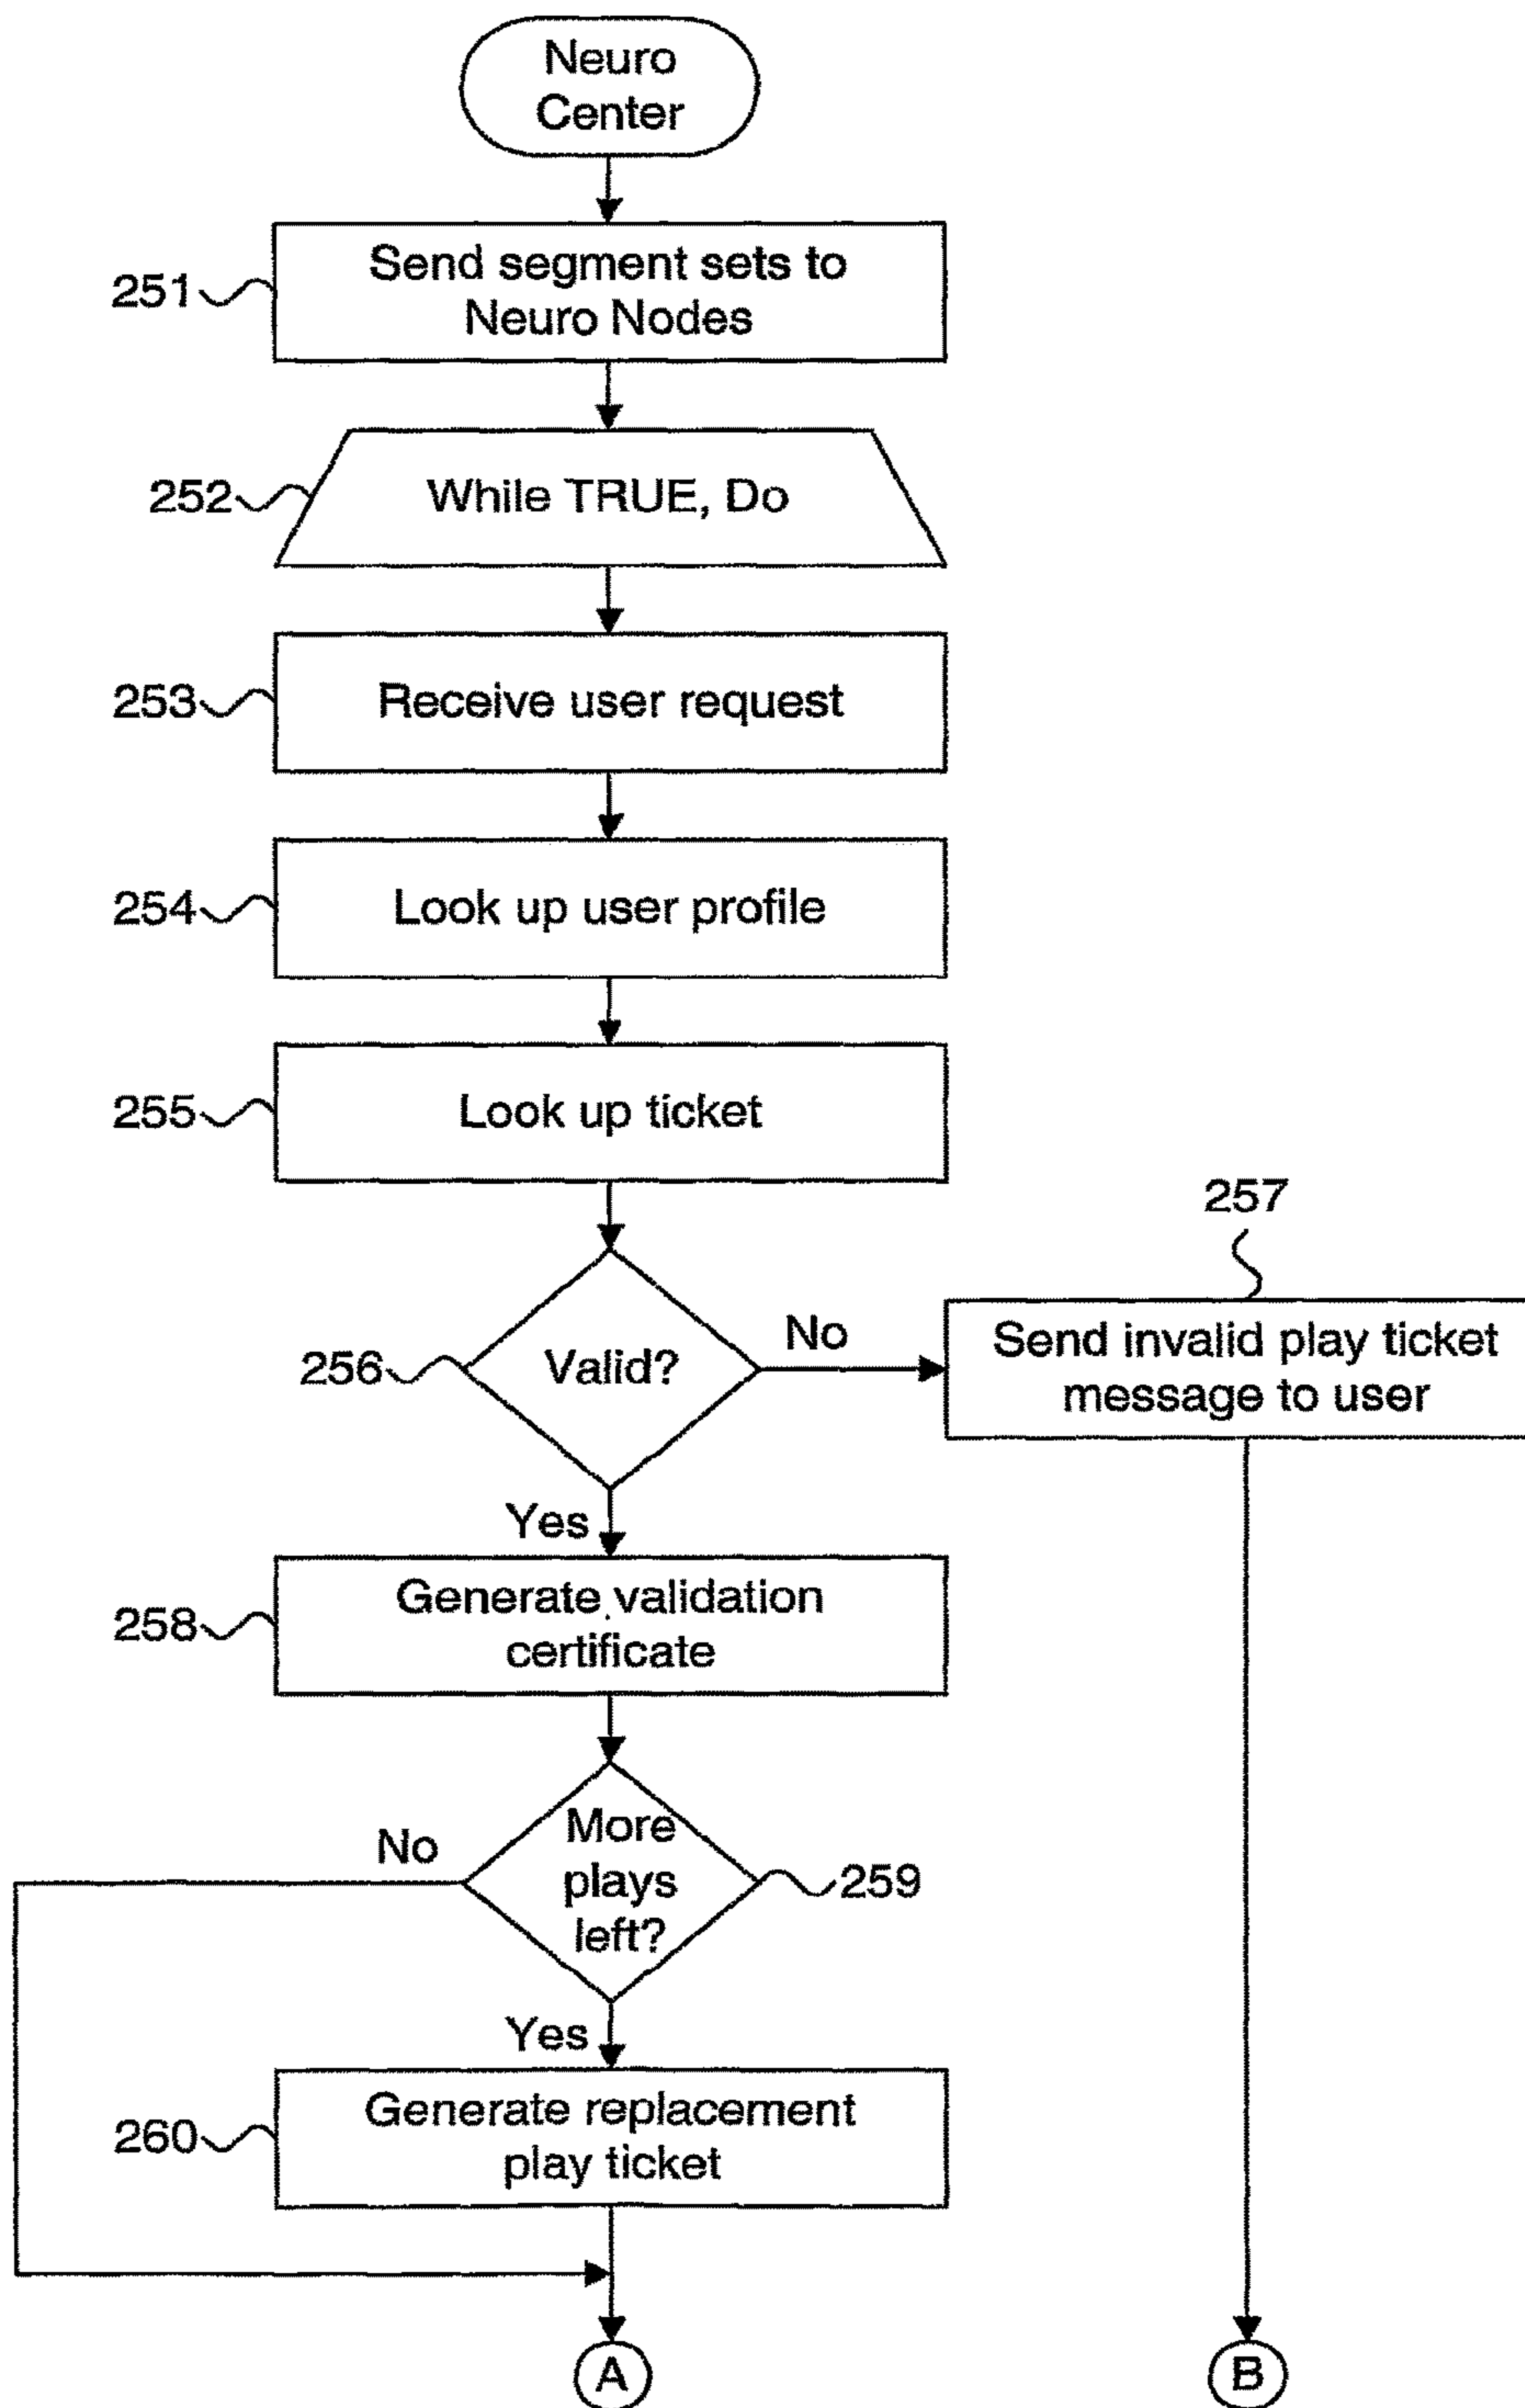 Neuro
Center
251
Send segment sets to
Neuro Nodes
252
While TRUE, Do
253
Receive user request
254
Look up user profile
255
Look up ticket
256
Valid?
No
257
Send invalid play ticket
message to user
Yes
258
Generate validation
certificate
No
More
plays
left?
259
Yes
260
Generate replacement
play ticket
A
B